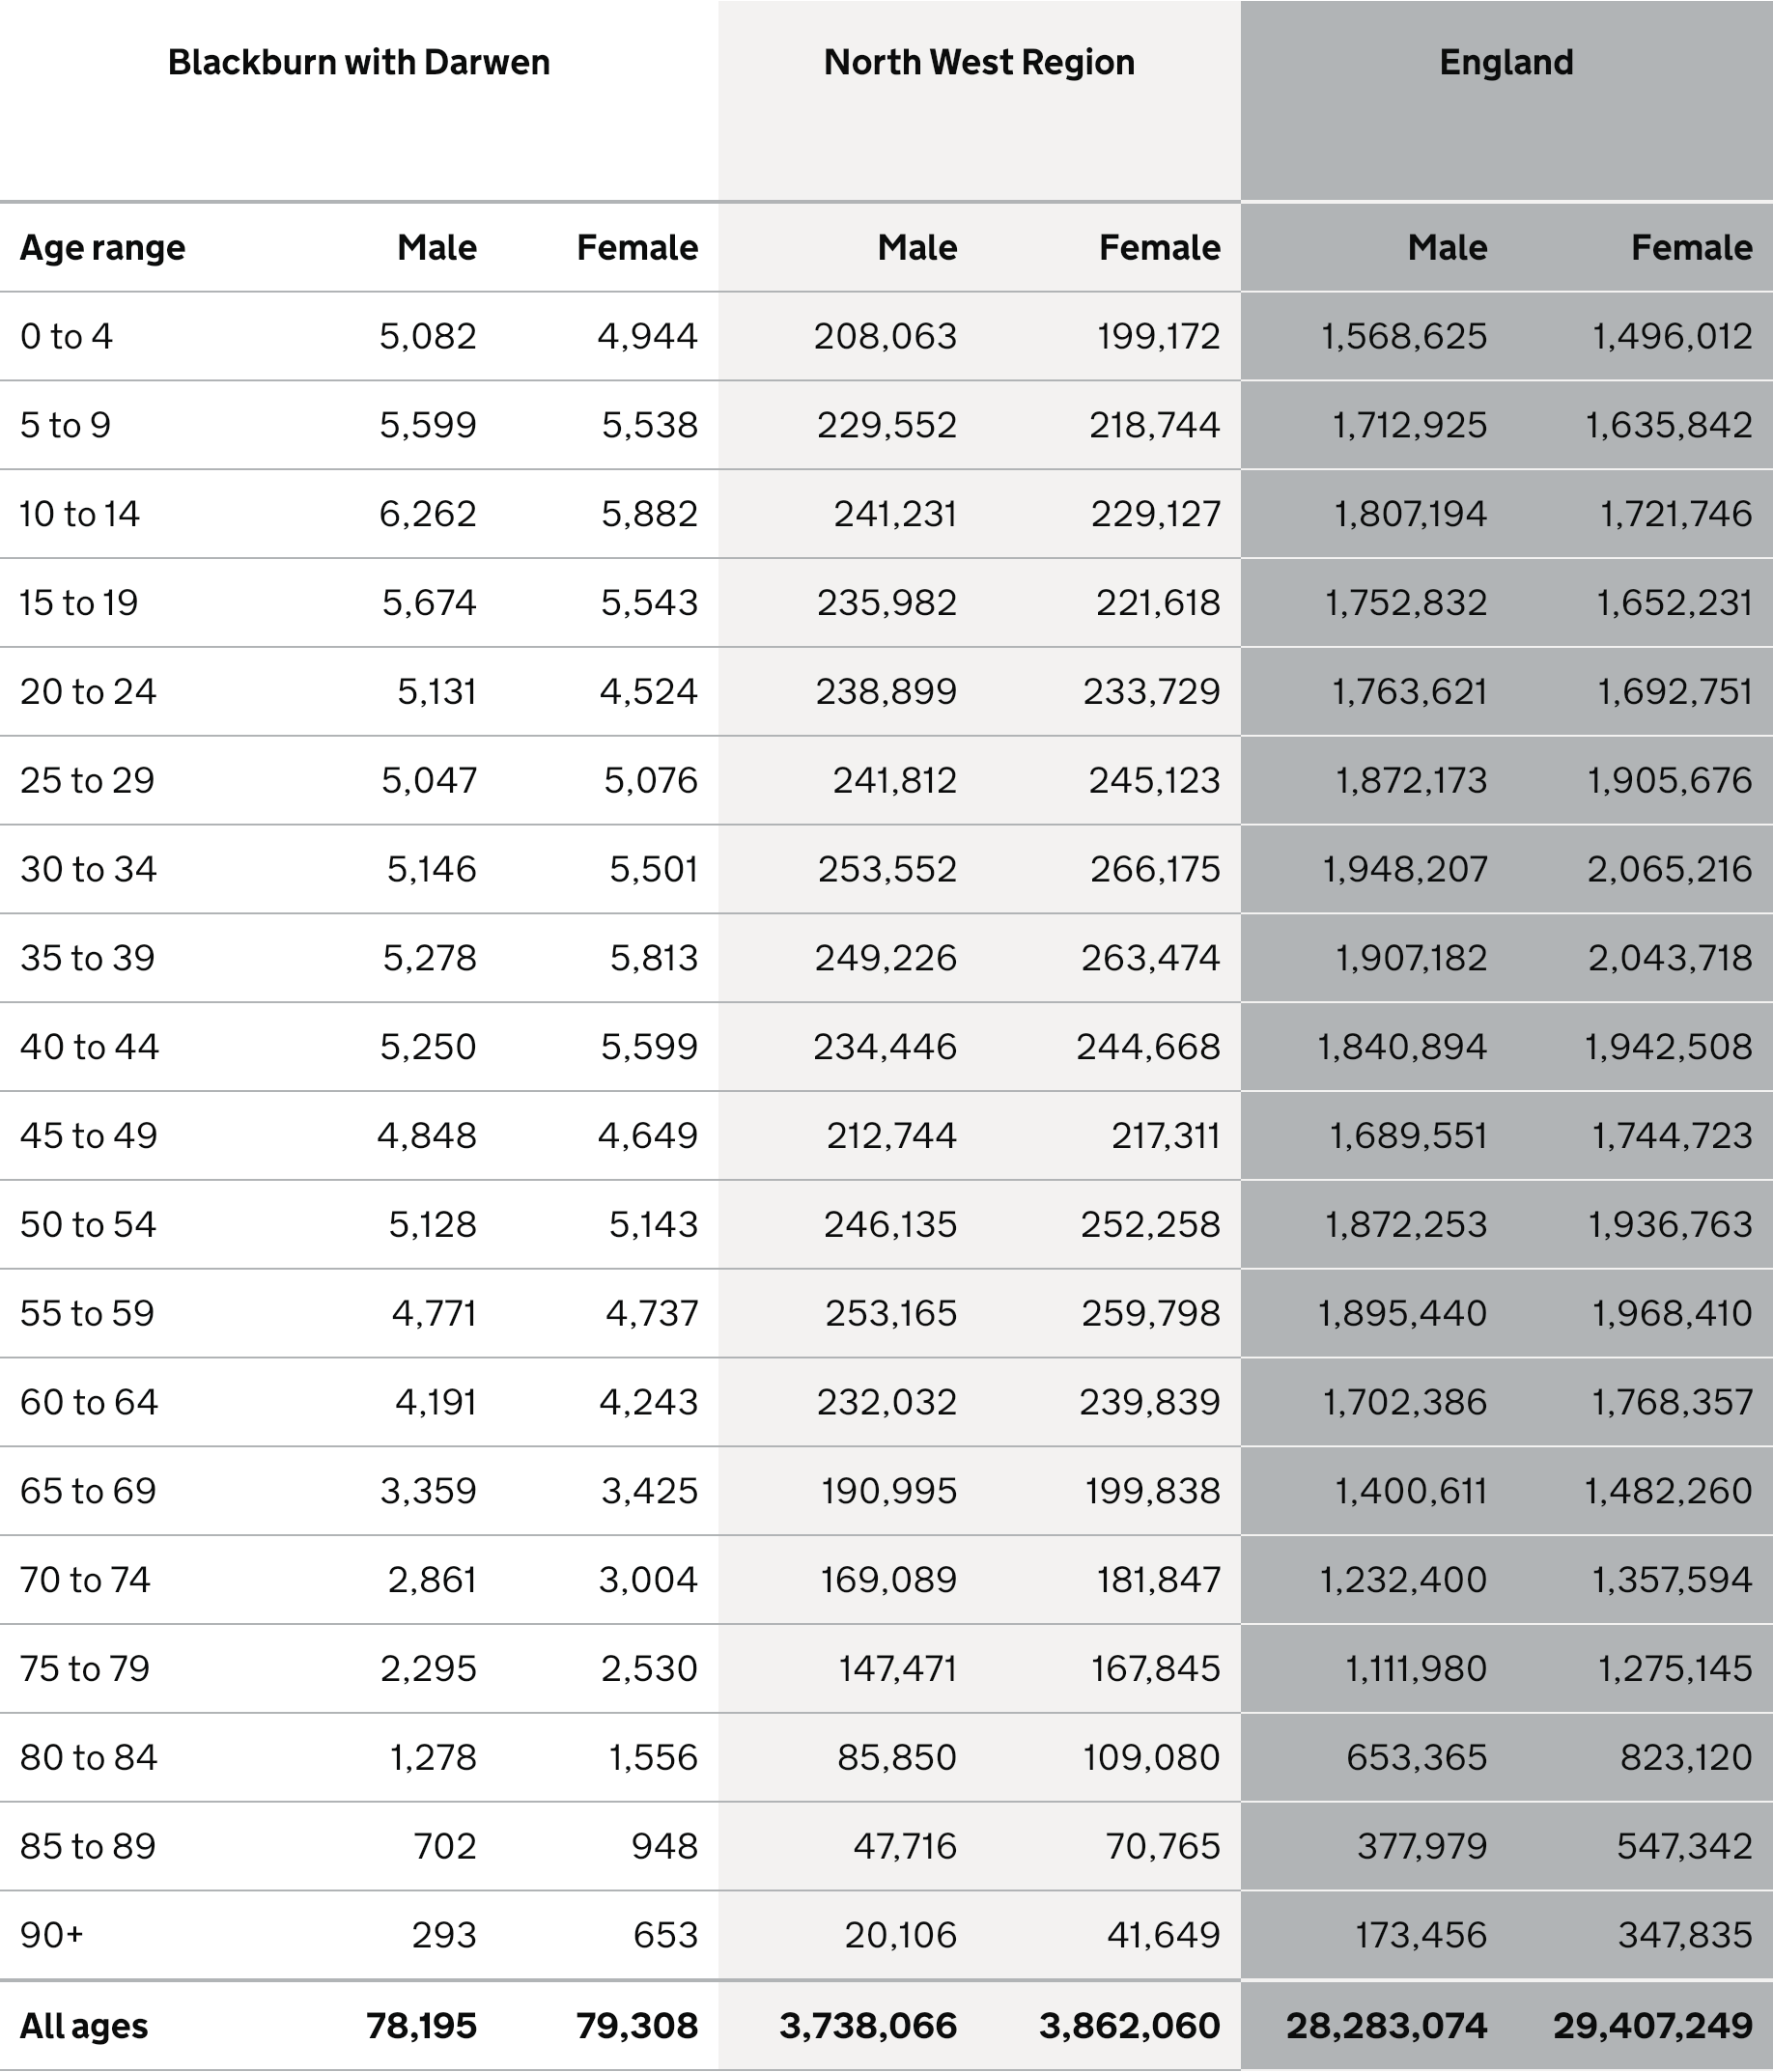 Blackburn with Darwen North West Region England
Age range Male Female Male Female Male Female
0 to 4 5,082 4,944 208,063 199,172 1,568,625 1,496,012
5 to 9 5,599 5,538 229,552 218,744 1,712,925 1,635,842
10 to 14 6,262 5,882 241,231 229,127 1,807,194 1,721,746
15 to 19 5,674 5,543 235,982 221,618 1,752,832 1,652,231
20 to 24 5,131 4,524 238,899 233,729 1,763,621 1,692,751
25 to 29 5,047 5,076 241,812 245,123 1,872,173 1,905,676
30 to 34 5,146 5,501 253,552 266,175 1,948,207 2,065,216
35 to 39 5,278 5,813 249,226 263,474 1,907,182 2,043,718
40 to 44 5,250 5,599 234,446 244,668 1,840,894 1,942,508
45 to 49 4,848 4,649 212,744 217,311 1,689,551 1,744,723
50 to 54 5,128 5,143 246,135 252,258 1,872,253 1,936,763
55 to 59 4,771 4,737 253,165 259,798 1,895,440 1,968,410
60 to 64 4,191 4,243 232,032 239,839 1,702,386 1,768,357
65 to 69 3,359 3,425 190,995 199,838 1,400,611 1,482,260
70 to 74 2,861 3,004 169,089 181,847 1,232,400 1,357,594
75 to 79 2,295 2,530 147,471 167,845 1,111,980 1,275,145
80 to 84 1,278 1,556 85,850 109,080 653,365 823,120
85 to 89 702 948 47,716 70,765 377,979 547,342
90+ 293 653 20,106 41,649 173,456 347,835
All ages 78,195 79,308 3,738,066 3,862,060 28,283,074 29,407,249